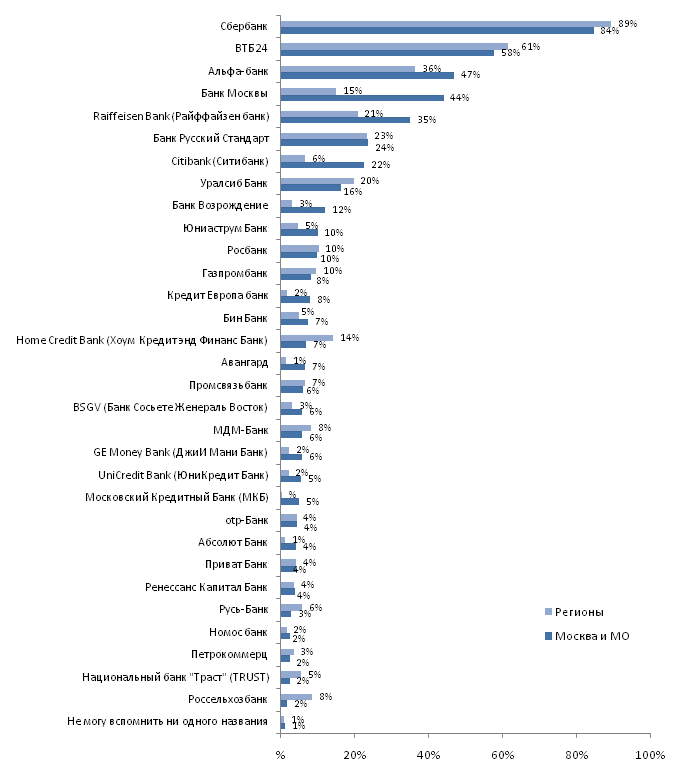 Сбербанк 89%
84%
ВТБ24 61%
58%
Альфа-банк 36%
47%
Банк Москвы 15%
44%
Raiffeisen Bank (Райффайзен банк) 21%
35%
Банк Русский Стандарт 23%
24%
Citibank (Ситибанк) 6%
22%
Уралсиб Банк 20%
16%
Банк Возрождение 3%
12%
Юниаструм Банк 5%
10%
Росбанк 10%
10%
Газпромбанк 10%
8%
Кредит Европа банк 2%
8%
Бин Банк 5%
7%
Home Credit Bank (Хоум Кредит энд Финанс Банк) 14%
7%
Авангард 1%
7%
Промсвязьбанк 7%
6%
BSGV (Банк Сосьете Женераль Восток) 3%
6%
МДМ-Банк 8%
6%
GE Money Bank (ДжиИ Мани Банк) 2%
6%
UniCredit Bank (ЮниКредит Банк) 2%
5%
Московский Кредитный Банк (МКБ) %
5%
otp-Банк 4%
4%
Абсолют Банк 1%
4%
Приват Банк 4%
4%
Ренессанс Капитал Банк 4%
4%
Русь-Банк 6%
3%
Номос банк 2%
2%
Петрокоммерц 3%
2%
Национальный банк "Траст" (TRUST) 5%
2%
Россельхозбанк 8%
2%
Не могу вспомнить ни одного названия 1%
1%
Регионы
Москва и МО
% 20% 40% 60% 80% 100%